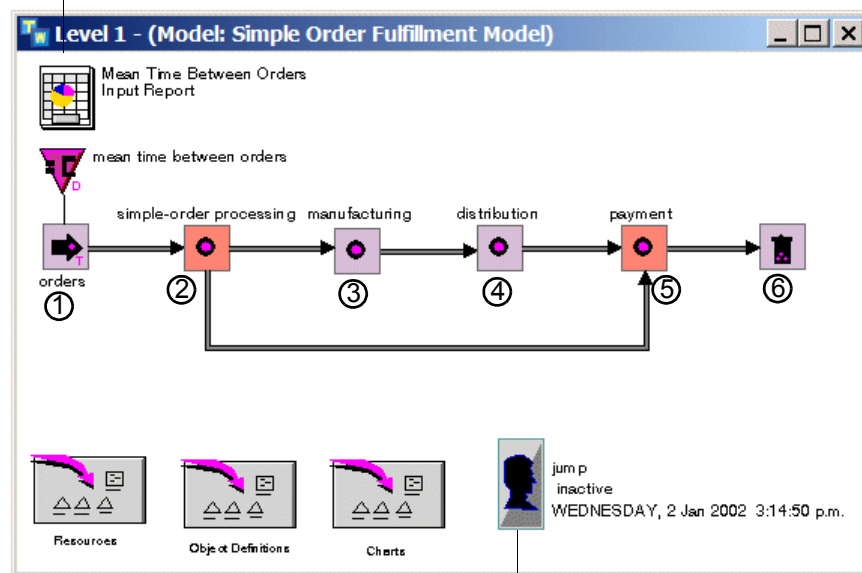 Level 1 - (Model: Simple Order Fulfillment Model)
Mean Time Between Orders
Input Report
mean time between orders
D
simple-order processing manufacturing distribution payment
T
orders
① ② ③ ④ ⑤ ⑥
jump
inactive
WEDNESDAY, 2 Jan 2002 3:14:50 p.m.
Resources Object Definitions Charts